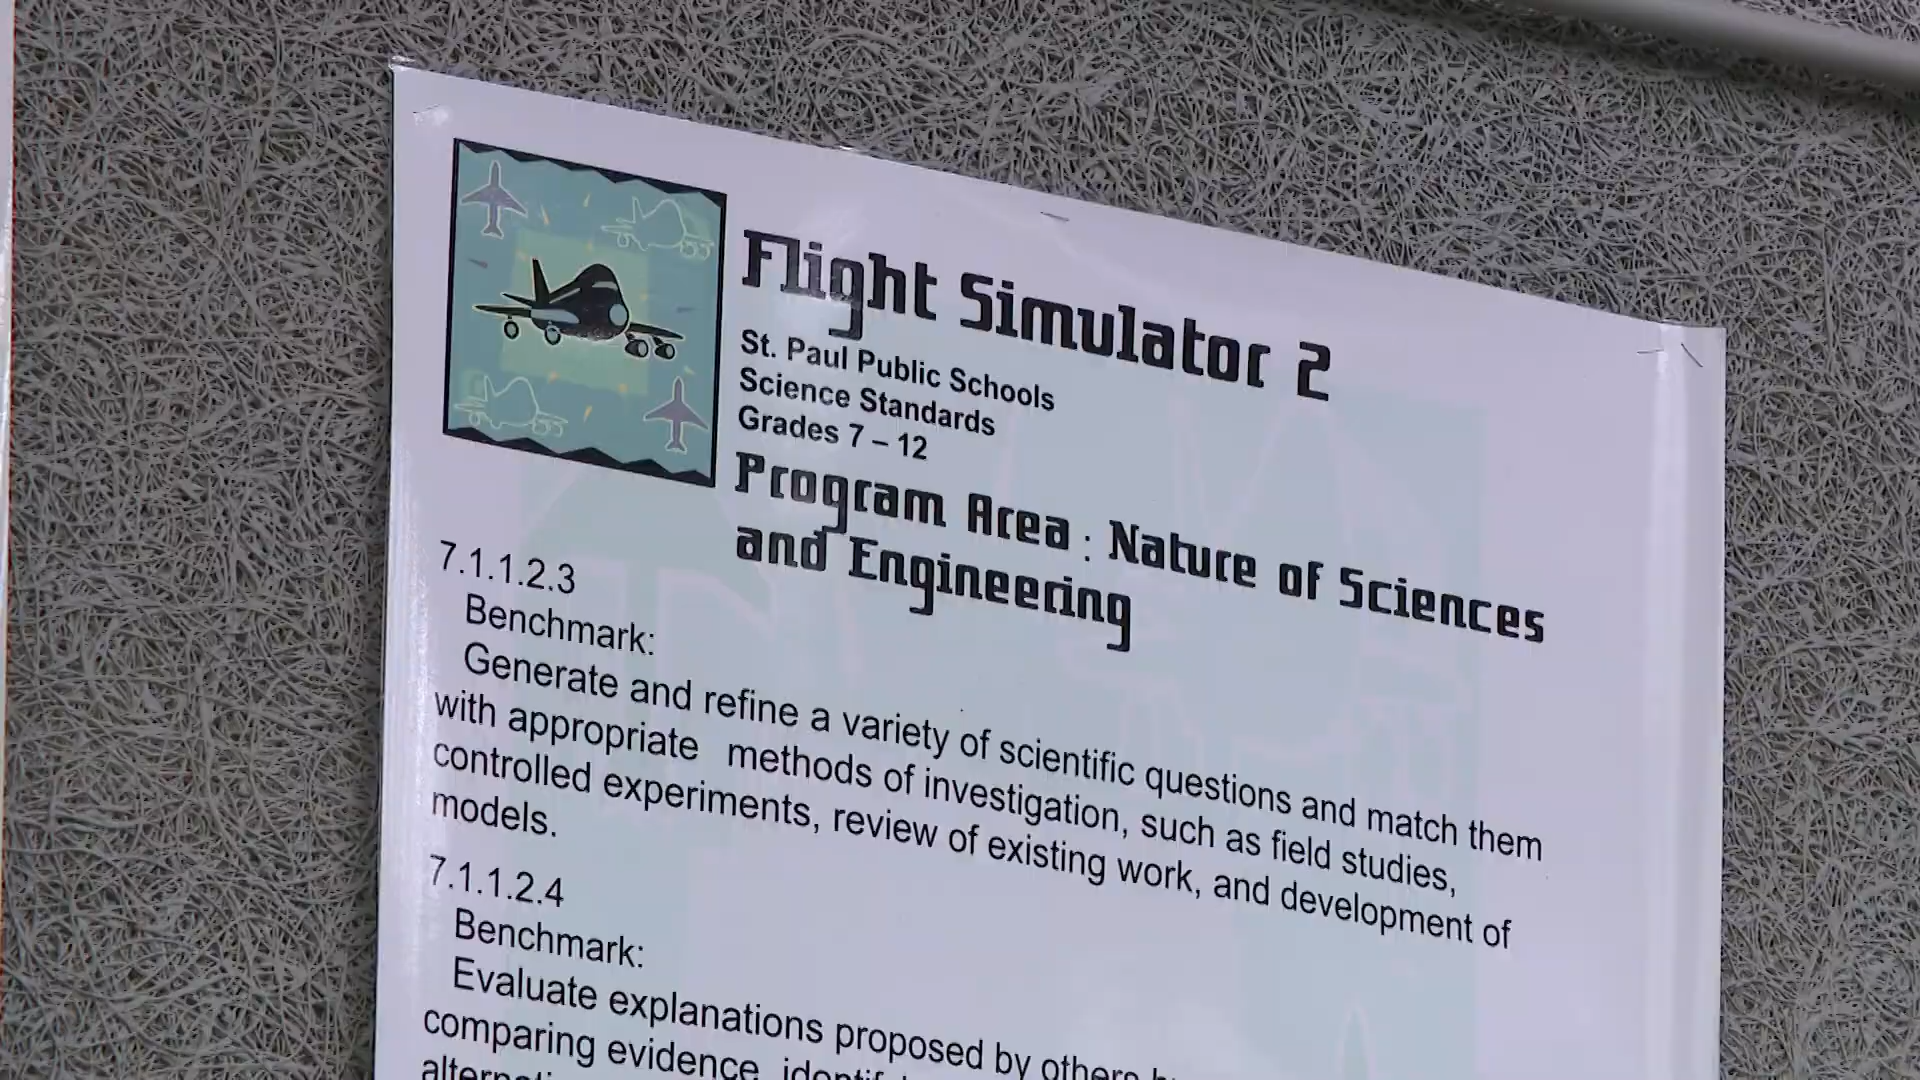 Flight Simulator 2
St. Paul Public Schools
Science Standards
Grades 7 – 12
Program Area : Nature of Sciences
and Engineering
7.1.1.2.3
Benchmark:
Generate and refine a variety of scientific questions and match them
with appropriate methods of investigation, such as field studies,
controlled experiments, review of existing work, and development of
models.
7.1.1.2.4
Benchmark:
Evaluate explanations proposed by others
comparing evidence,